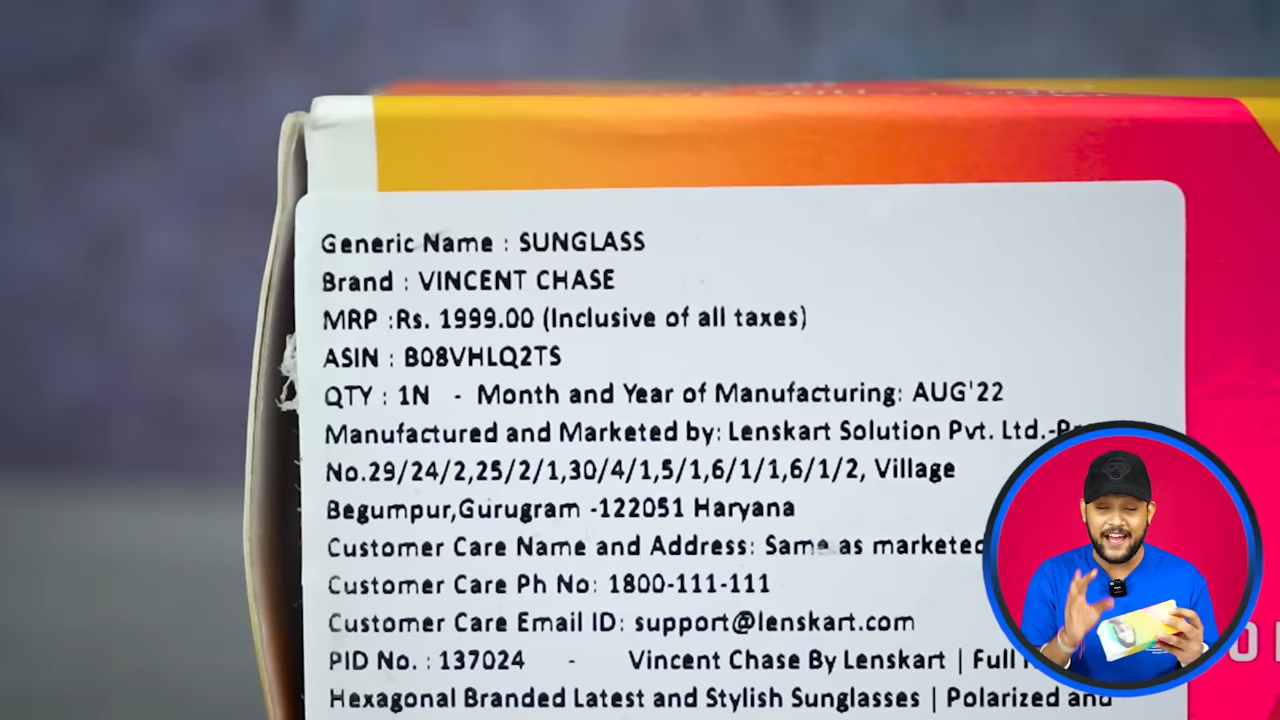 Generic Name : SUNGLASS
Brand : VINCENT CHASE
MRP :Rs. 1999.00 (Inclusive of all taxes)
ASIN : B08VHLQ2TS
QTY : 1N - Month and Year of Manufacturing: AUG'22
Manufactured and Marketed by: Lenskart Solution Pvt. Ltd.-
No.29/24/2,25/2/1,30/4/1,5/1,6/1/1,6/1/2, Village
Begumpur,Gurugram -122051 Haryana
Customer Care Name and Address: Same as marketed
Customer Care Ph No: 1800-111-111
Customer Care Email ID: support@lenskart.com
PID No. : 137024 - Vincent Chase By Lenskart | Full
Hexagonal Branded Latest and Stylish Sunglasses | Polarized and